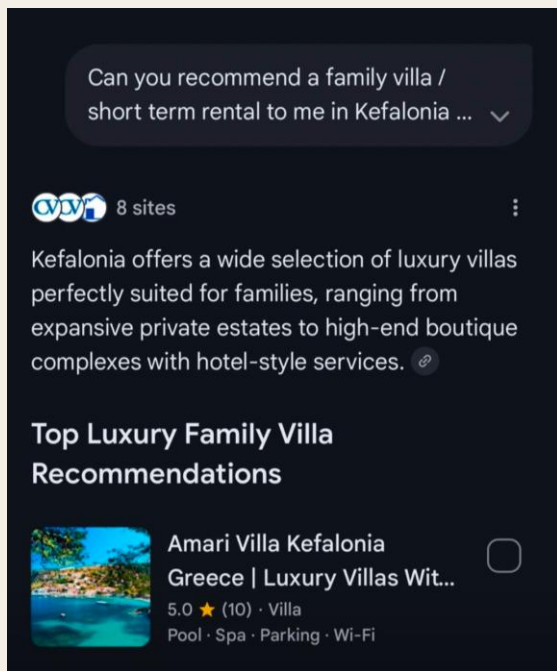 Can you recommend a family villa /
short term rental to me in Kefalonia ...
CV CV 8 sites
Kefalonia offers a wide selection of luxury villas
perfectly suited for families, ranging from
expansive private estates to high-end boutique
complexes with hotel-style services.
Top Luxury Family Villa
Recommendations
Amari Villa Kefalonia
Greece | Luxury Villas Wit...
5.0 ★ (10) · Villa
Pool · Spa · Parking · Wi-Fi